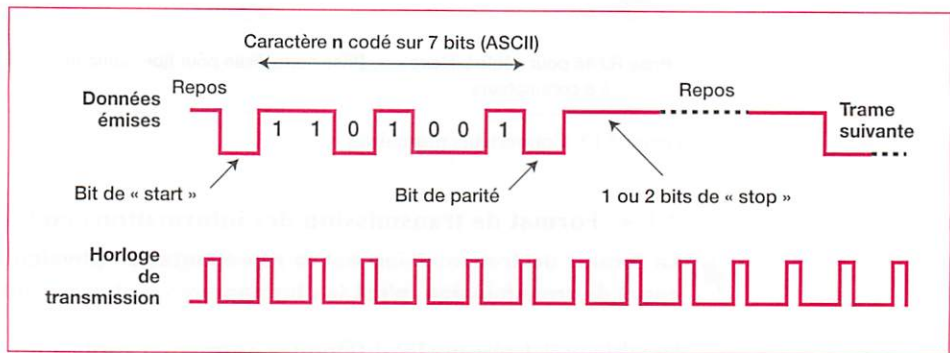 Caractère n codé sur 7 bits (ASCII)
Repos
Repos
Données
émises
1 1 0 1 0 0 1
Trame
suivante
Bit de « start »
Bit de parité
1 ou 2 bits de « stop »
Horloge
de
transmission